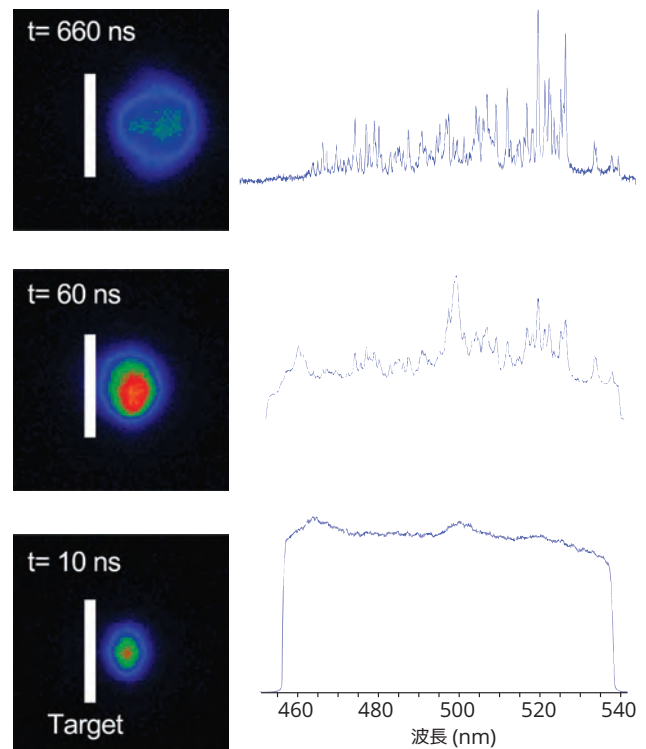 t= 660 ns
t= 60 ns
t= 10 ns
Target
460 480 500 520 540
波長 (nm)